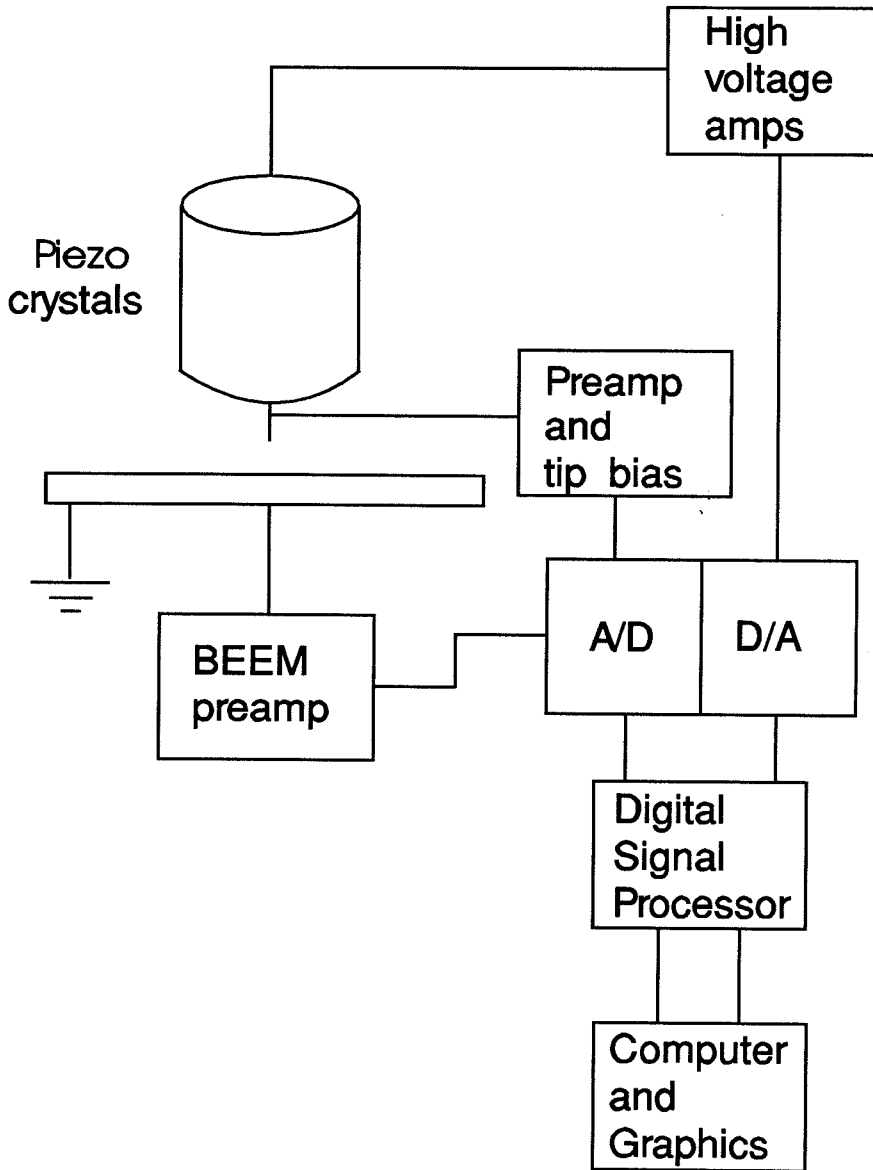 High
voltage
amps
Piezo
crystals
Preamp
and
tip bias
A/D
D/A
BEEM
preamp
Digital
Signal
Processor
Computer
and
Graphics